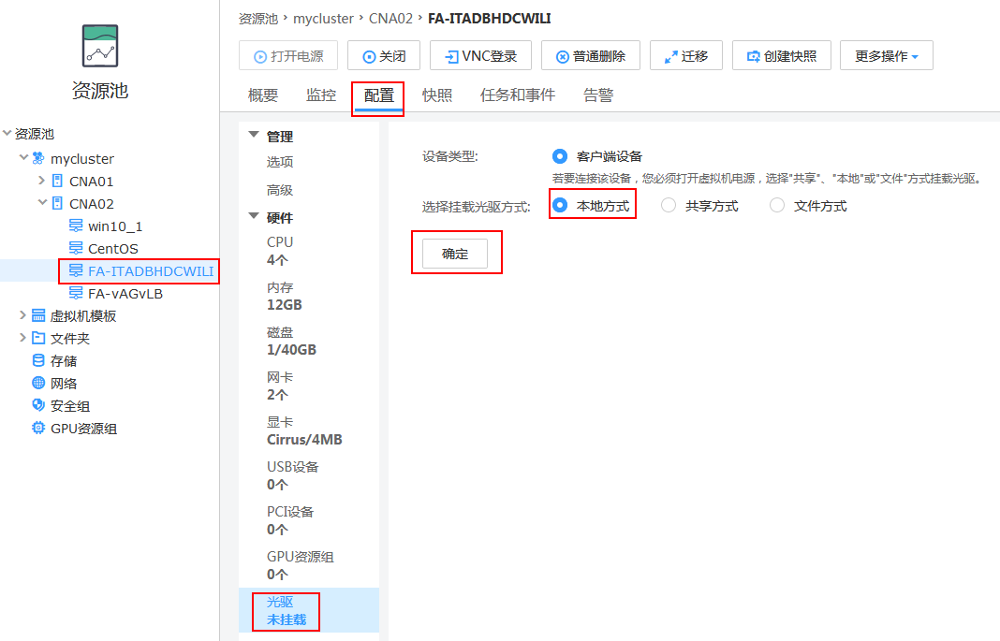 资源池
资源池
mycluster
CNA01
CNA02
win10_1
CentOS
FA-ITADBHDCWILI
FA-vAGvLB
虚拟机模板
文件夹
存储
网络
安全组
GPU资源组
资源池 › mycluster › CNA02 › FA-ITADBHDCWILI
打开电源 关闭 VNC登录 普通删除 迁移 创建快照 更多操作
概要 监控 配置 快照 任务和事件 告警
管理
选项
高级
硬件
CPU
4个
内存
12GB
磁盘
1/40GB
网卡
2个
显卡
Cirrus/4MB
USB设备
0个
PCI设备
0个
GPU资源组
0个
光驱
未挂载
设备类型: 客户端设备
若要连接该设备，您必须打开虚拟机电源，选择"共享"、"本地"或"文件"方式挂载光驱。
选择挂载光驱方式: 本地方式 共享方式 文件方式
确定